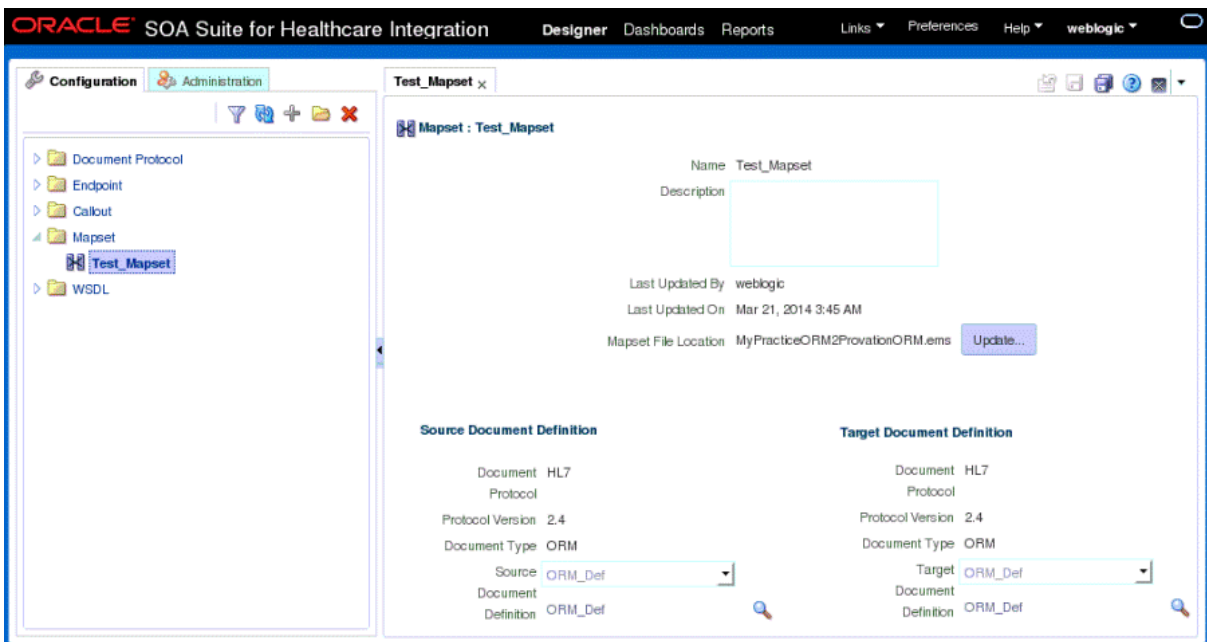 ORACLE SOA Suite for Healthcare Integration Designer Dashboards Reports Links Preferences Help weblogic
Configuration Administration
Document Protocol
Endpoint
Callout
Mapset
Test_Mapset
WSDL
Test_Mapset x
Mapset : Test_Mapset
Name Test_Mapset
Description
Last Updated By weblogic
Last Updated On Mar 21, 2014 3:45 AM
Mapset File Location MyPracticeORM2ProvationORM.ems Update...
Source Document Definition
Document Protocol HL7
Protocol Version 2.4
Document Type ORM
Source Document Definition ORM_Def
ORM_Def
Target Document Definition
Document Protocol HL7
Protocol Version 2.4
Document Type ORM
Target Document Definition ORM_Def
ORM_Def